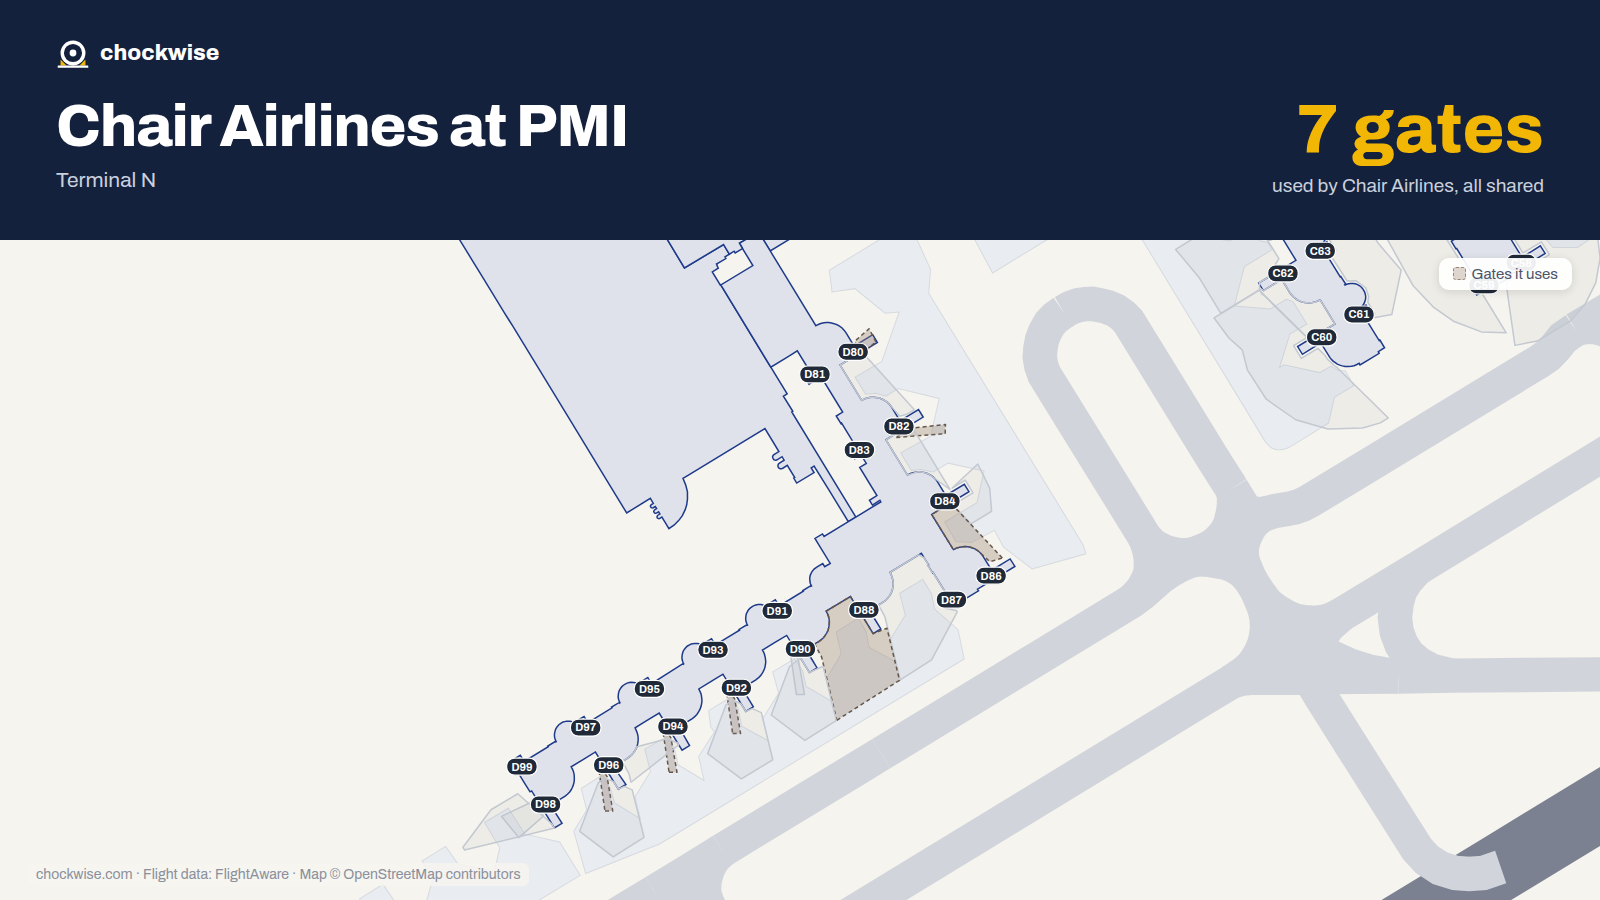 chockwise
Chair Airlines at PMI
Terminal N
7 gates
used by Chair Airlines, all shared
Gates it uses
C63
C62
C61
C60
D80
D81
D82
D83
D84
D86
D87
D88
D91
D90
D93
D92
D95
D94
D97
D96
D99
D98
chockwise.com · Flight data: FlightAware · Map © OpenStreetMap contributors